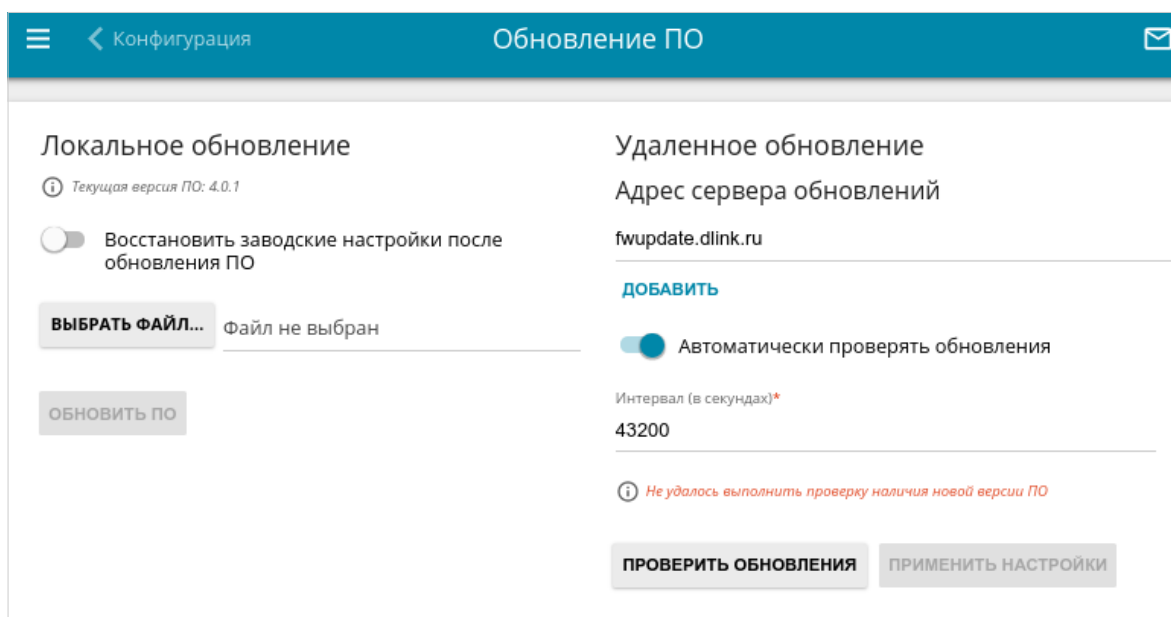 Конфигурация
Обновление ПО
Локальное обновление
Текущая версия ПО: 4.0.1
Восстановить заводские настройки после
обновления ПО
ВЫБРАТЬ ФАЙЛ...
Файл не выбран
ОБНОВИТЬ ПО
Удаленное обновление
Адрес сервера обновлений
fwupdate.dlink.ru
ДОБАВИТЬ
Автоматически проверять обновления
Интервал (в секундах)*
43200
Не удалось выполнить проверку наличия новой версии ПО
ПРОВЕРИТЬ ОБНОВЛЕНИЯ
ПРИМЕНИТЬ НАСТРОЙКИ